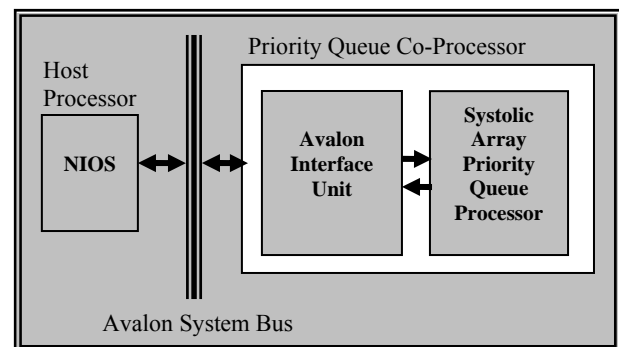 Priority Queue Co-Processor
Host
Processor
NIOS
Avalon
Interface
Unit
Systolic
Array
Priority
Queue
Processor
Avalon System Bus